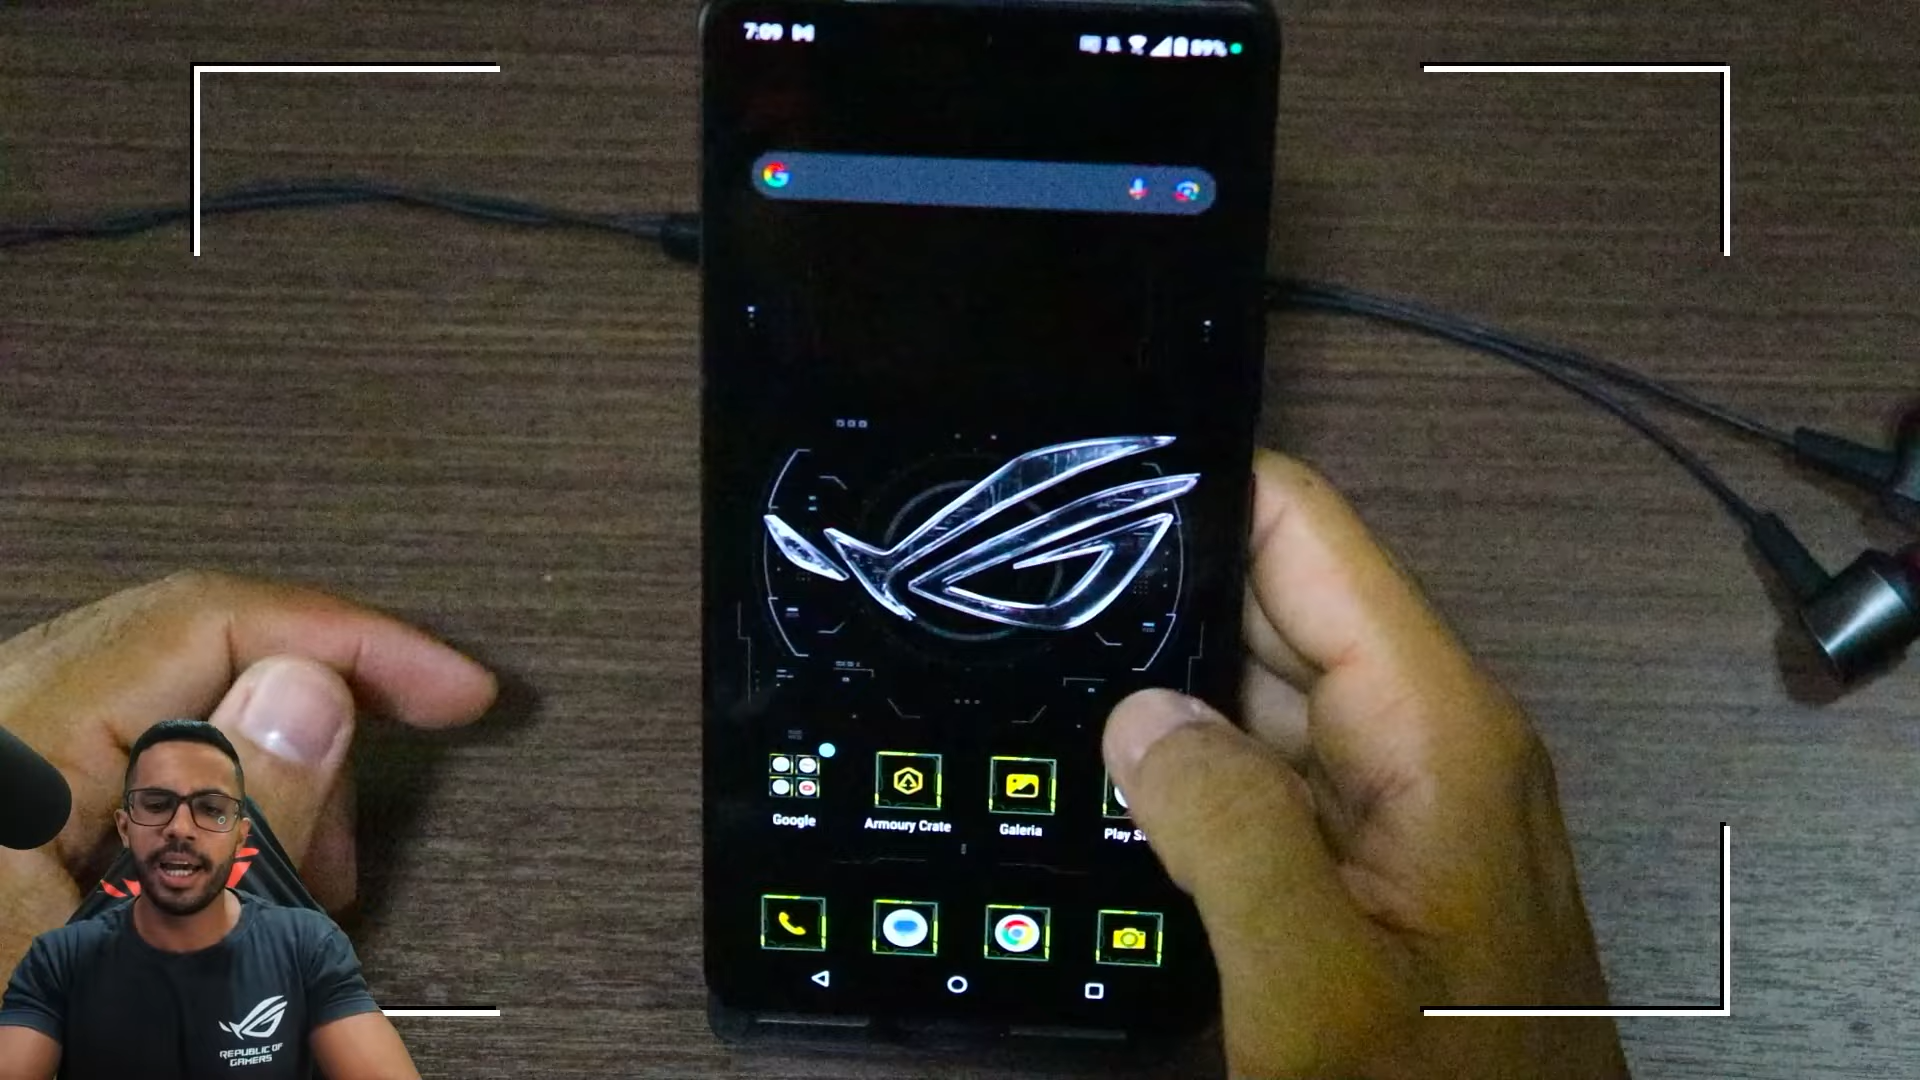 7:09
89%
Google
Armoury Crate
Galeria
Play
REPUBLIC OF
GAMERS